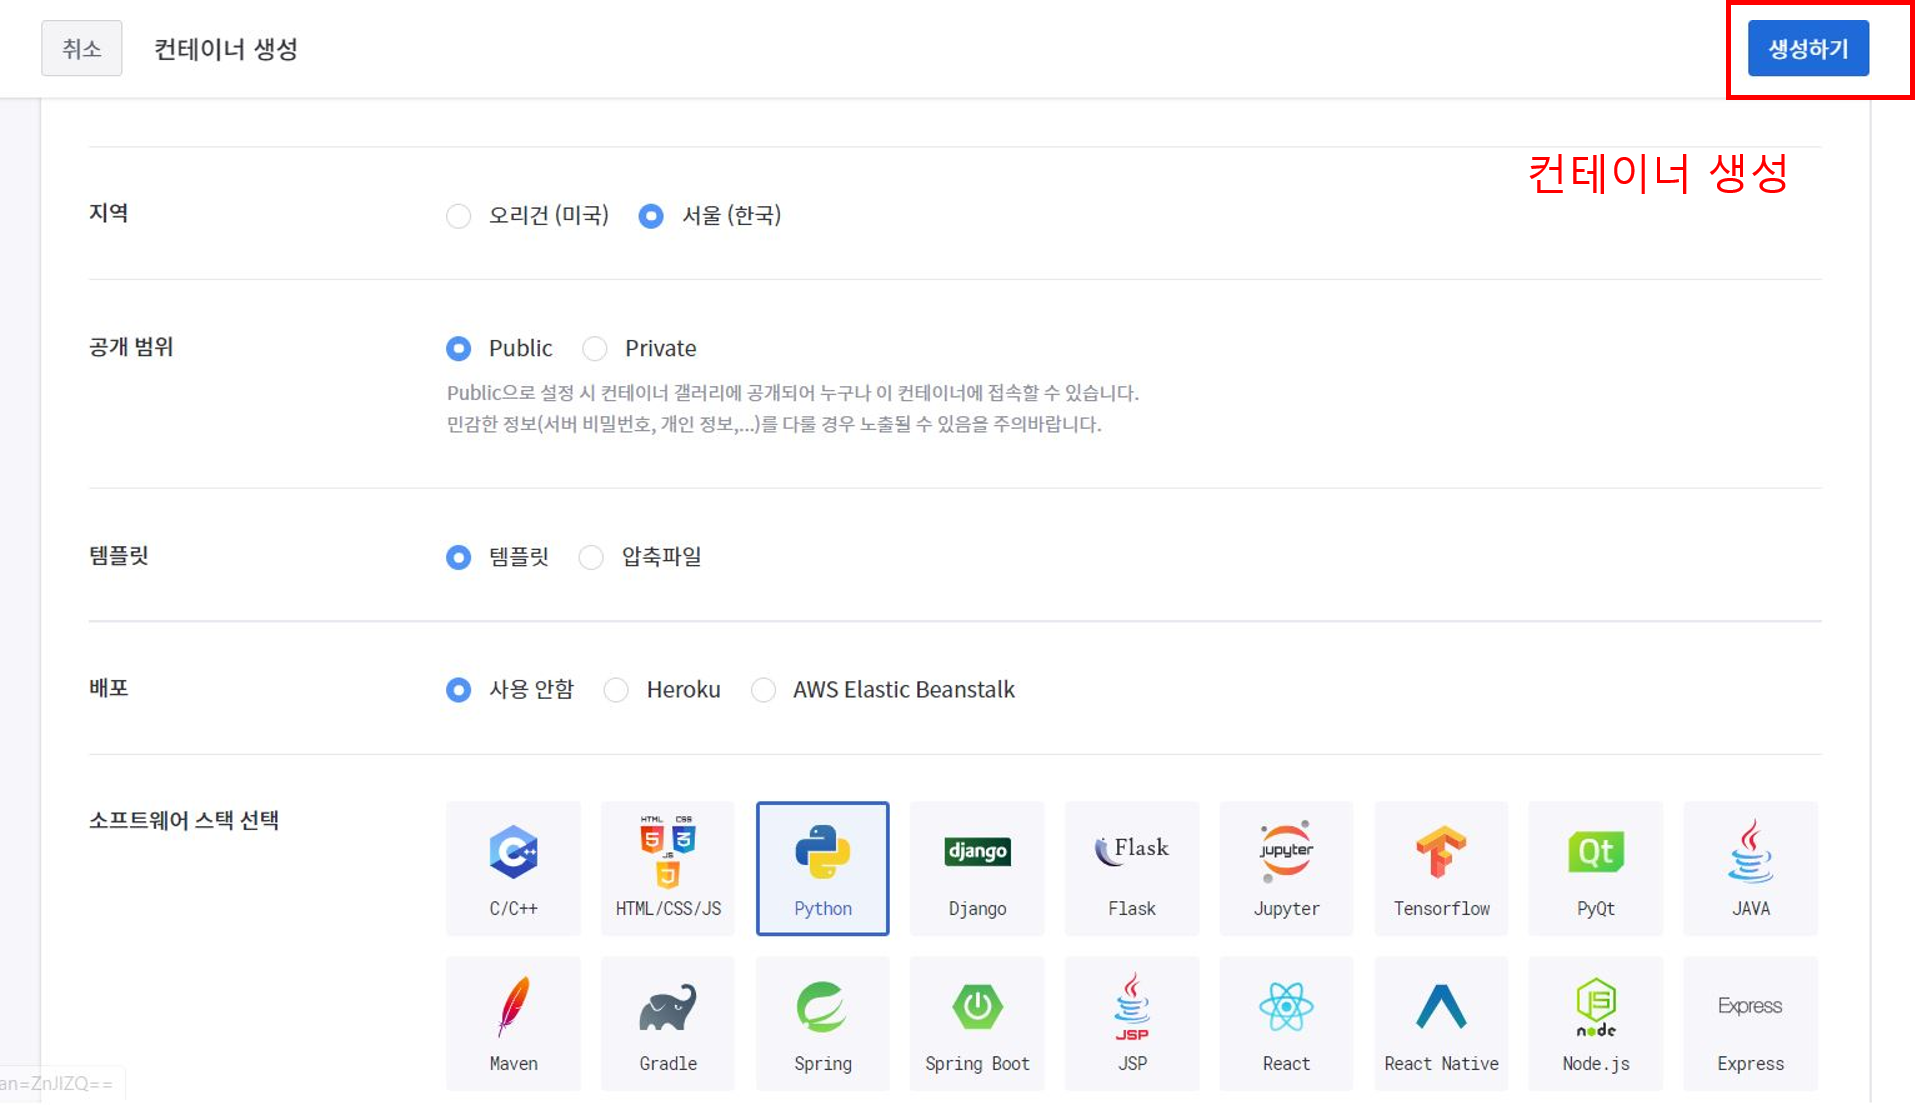 취소
컨테이너 생성
생성하기
컨테이너 생성
지역
오리건 (미국)
서울 (한국)
공개 범위
Public
Private
Public으로 설정 시 컨테이너 갤러리에 공개되어 누구나 이 컨테이너에 접속할 수 있습니다.
민감한 정보(서버 비밀번호, 개인 정보,...)를 다룰 경우 노출될 수 있음을 주의바랍니다.
템플릿
템플릿
압축파일
배포
사용 안함
Heroku
AWS Elastic Beanstalk
소프트웨어 스택 선택
C++
C/C++
HTML CSS
5 3
JS
J
HTML/CSS/JS
Python
django
Django
Flask
Flask
jupyter
Jupyter
Tensorflow
Qt
PyQt
JAVA
Maven
Gradle
Spring
Spring Boot
JSP
JSP
React
React Native
JS
node
Node.js
Express
Express
an=ZnJlZQ==